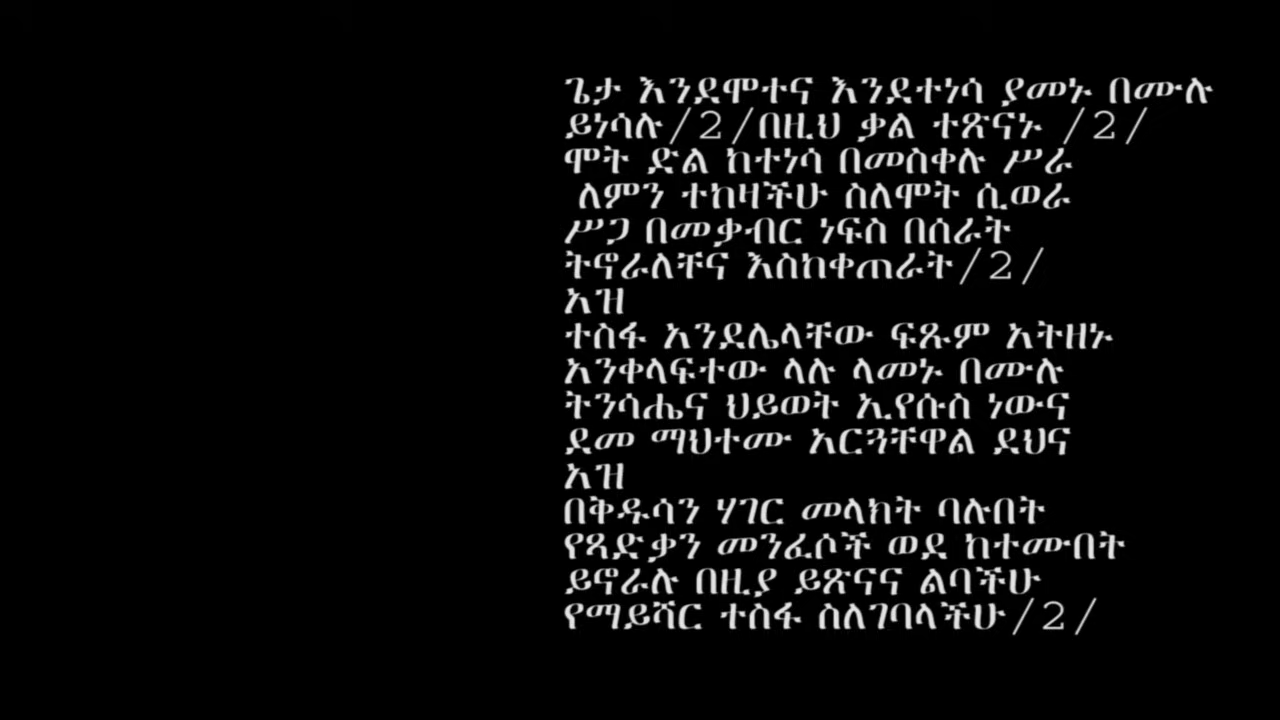 ጌታ እንደሞተና እንደተነሳ ያመኑ በሙሉ
ይነሳሉ/2/በዚህ ቃል ተጽናኑ /2/
ሞት ድል ከተነሳ በመስቀሉ ሥራ
ለምን ተከዛችሁ ስለሞት ሲወራ
ሥጋ በመቃብር ነፍስ በሰራት
ትኖራለቸና እስከቀጠራት/2/
አዝ
ተስፋ አንደሌላቸው ፍጹም አትዘኑ
አንቀላፍተው ላሉ ላመኑ በሙሉ
ትንሳሔና ህይወት ኢየሱስ ነውና
ደመ ማህተሙ አርጓቸዋል ደህና
አዝ
በቅዱሳን ሃገር መላክት ባሉበት
የጻድቃን መንፈሶች ወደ ከተሙበት
ይኖራሉ በዚያ ይጽናና ልባችሁ
የማይሻር ተስፋ ስለገባላችሁ/2/